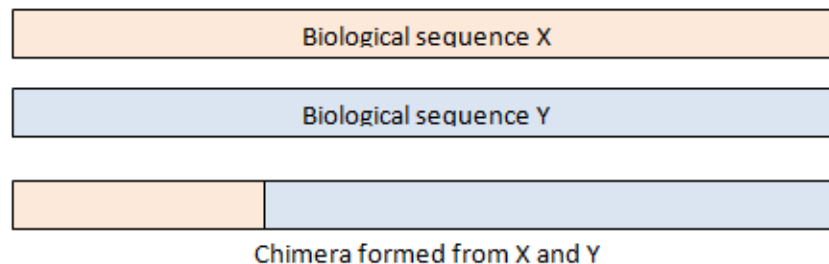 Biological sequence X
Biological sequence Y
Chimera formed from X and Y